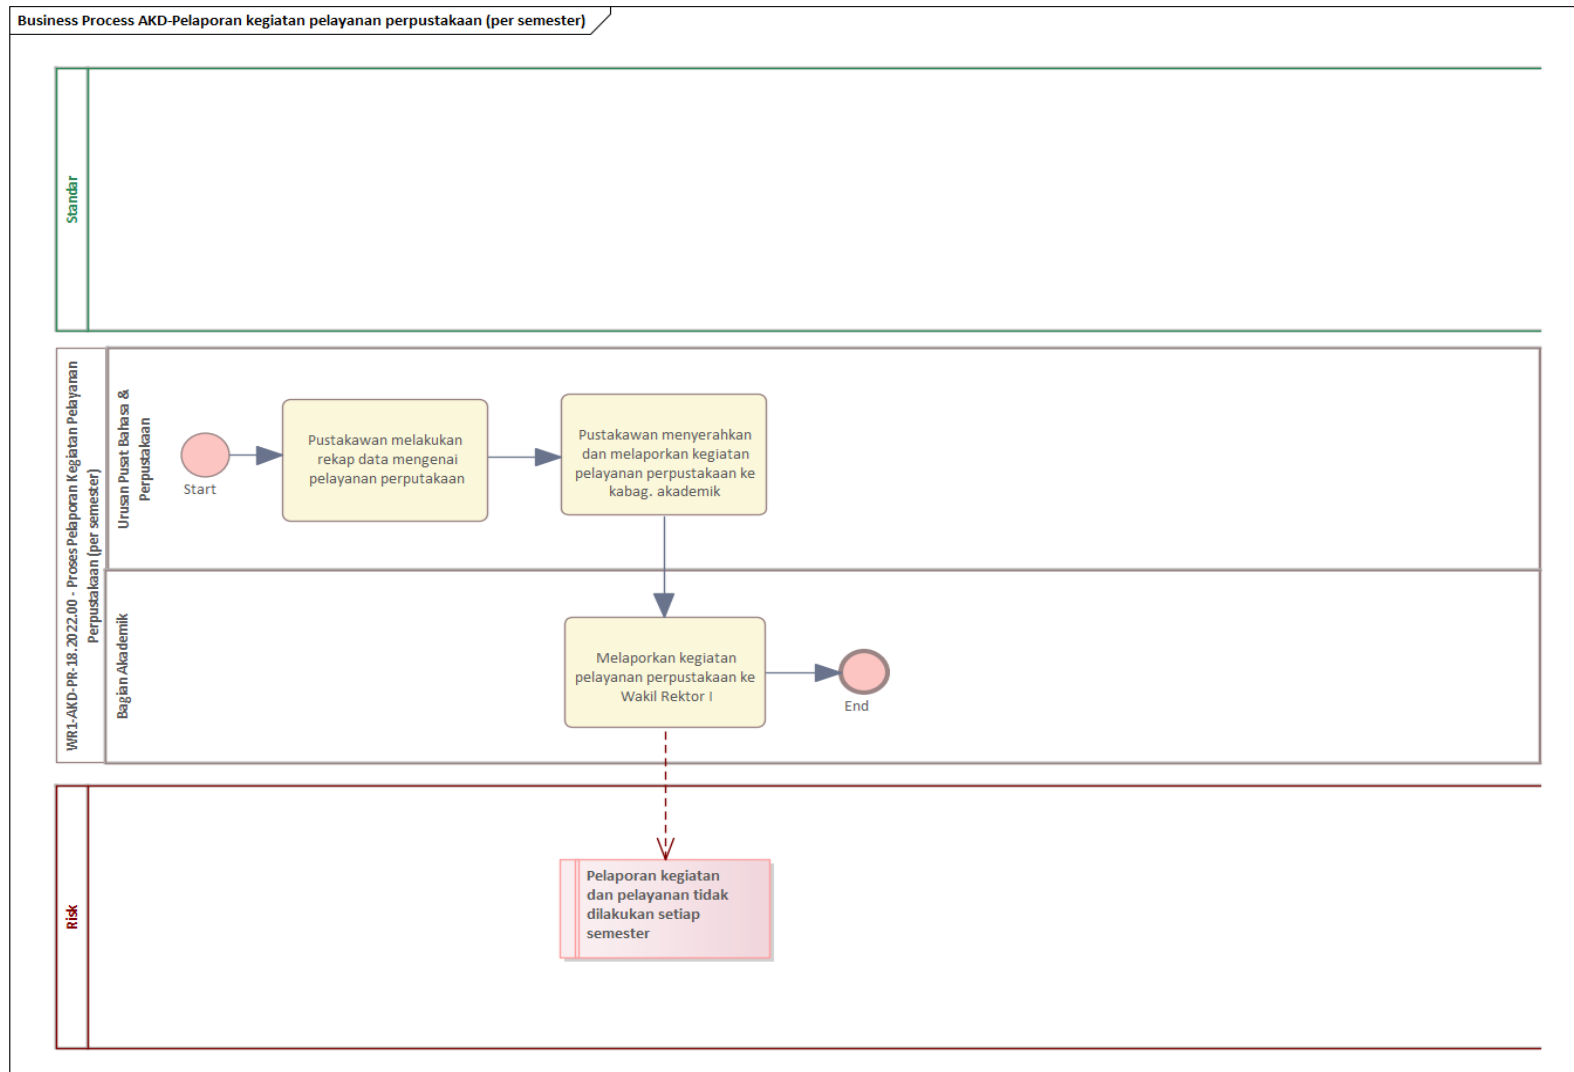 Business Process AKD-Pelaporan kegiatan pelayanan perpustakaan (per semester)
Standar
WR1-AKD-PR-18.2022.00 - Proses Pelaporan Kegiatan Pelayanan
Perpustakaan (per semester)
Urusan Pusat Bahasa &
Perpustakaan
Start
Pustakawan melakukan
rekap data mengenai
pelayanan perputakaan
Pustakawan menyerahkan
dan melaporkan kegiatan
pelayanan perpustakaan ke
kabag. akademik
Bagian Akademik
Melaporkan kegiatan
pelayanan perpustakaan ke
Wakil Rektor I
End
Risk
Pelaporan kegiatan
dan pelayanan tidak
dilakukan setiap
semester